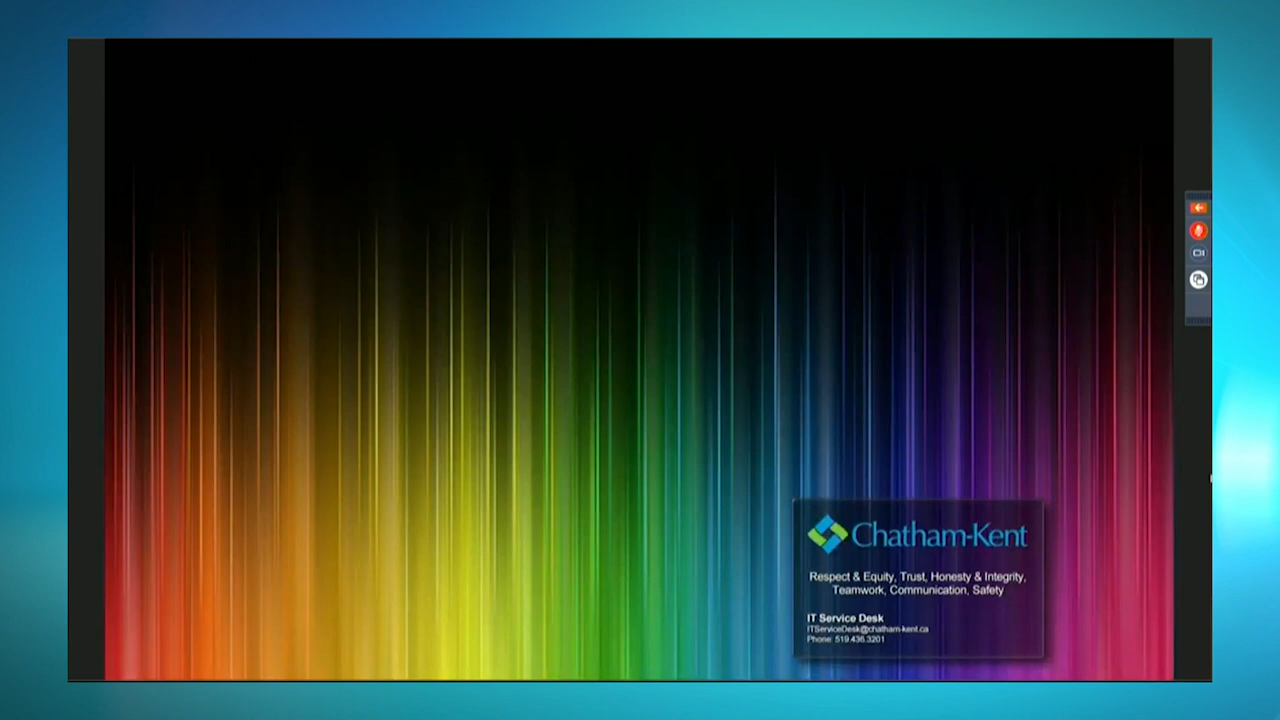 Chatham-Kent
Respect & Equity, Trust, Honesty & Integrity,
Teamwork, Communication, Safety
IT Service Desk
ITServiceDesk@chatham-kent.ca
Phone: 519.436.3201